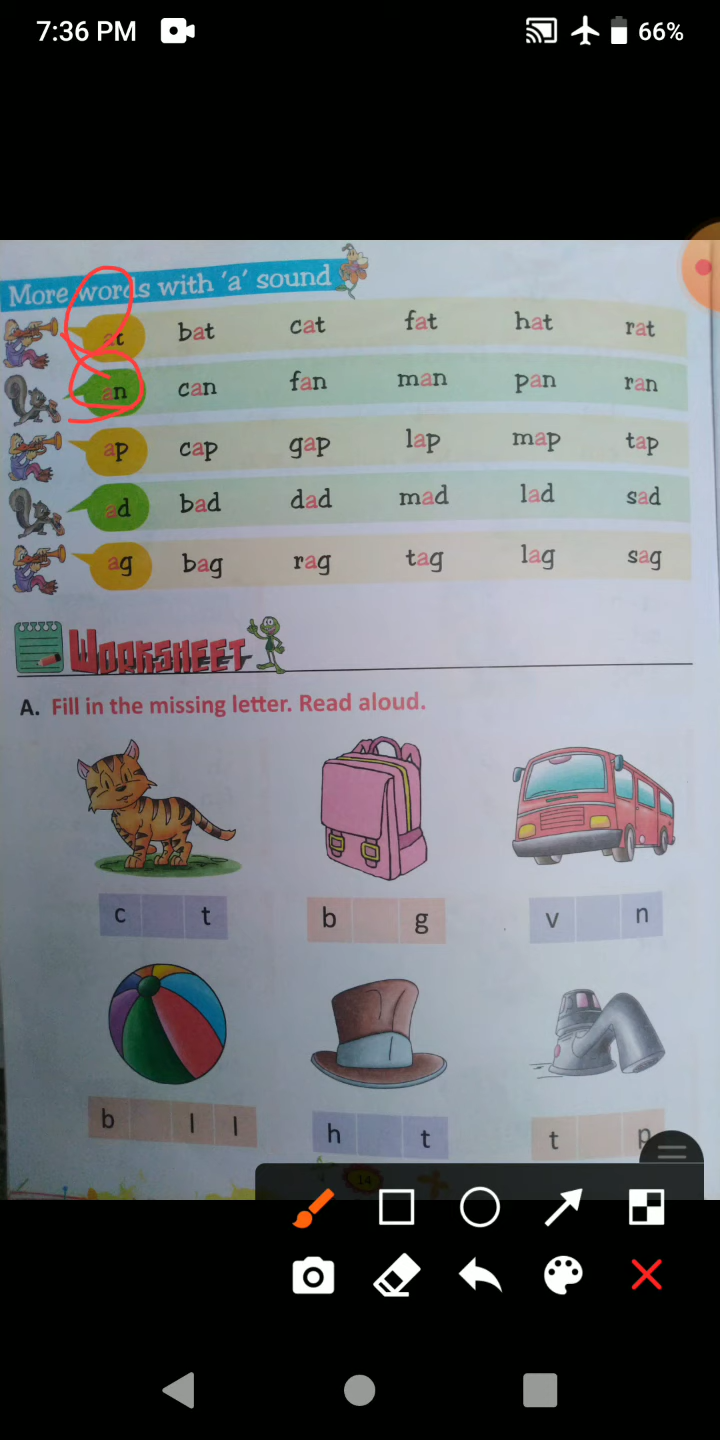 7:36 PM 66%
More words with 'a' sound
at bat cat fat hat rat
an can fan man pan ran
ap cap gap lap map tap
ad bad dad mad lad sad
ag bag rag tag lag sag
WORKSHEET
A. Fill in the missing letter. Read aloud.
c t b g v n
b l l h t t p
14